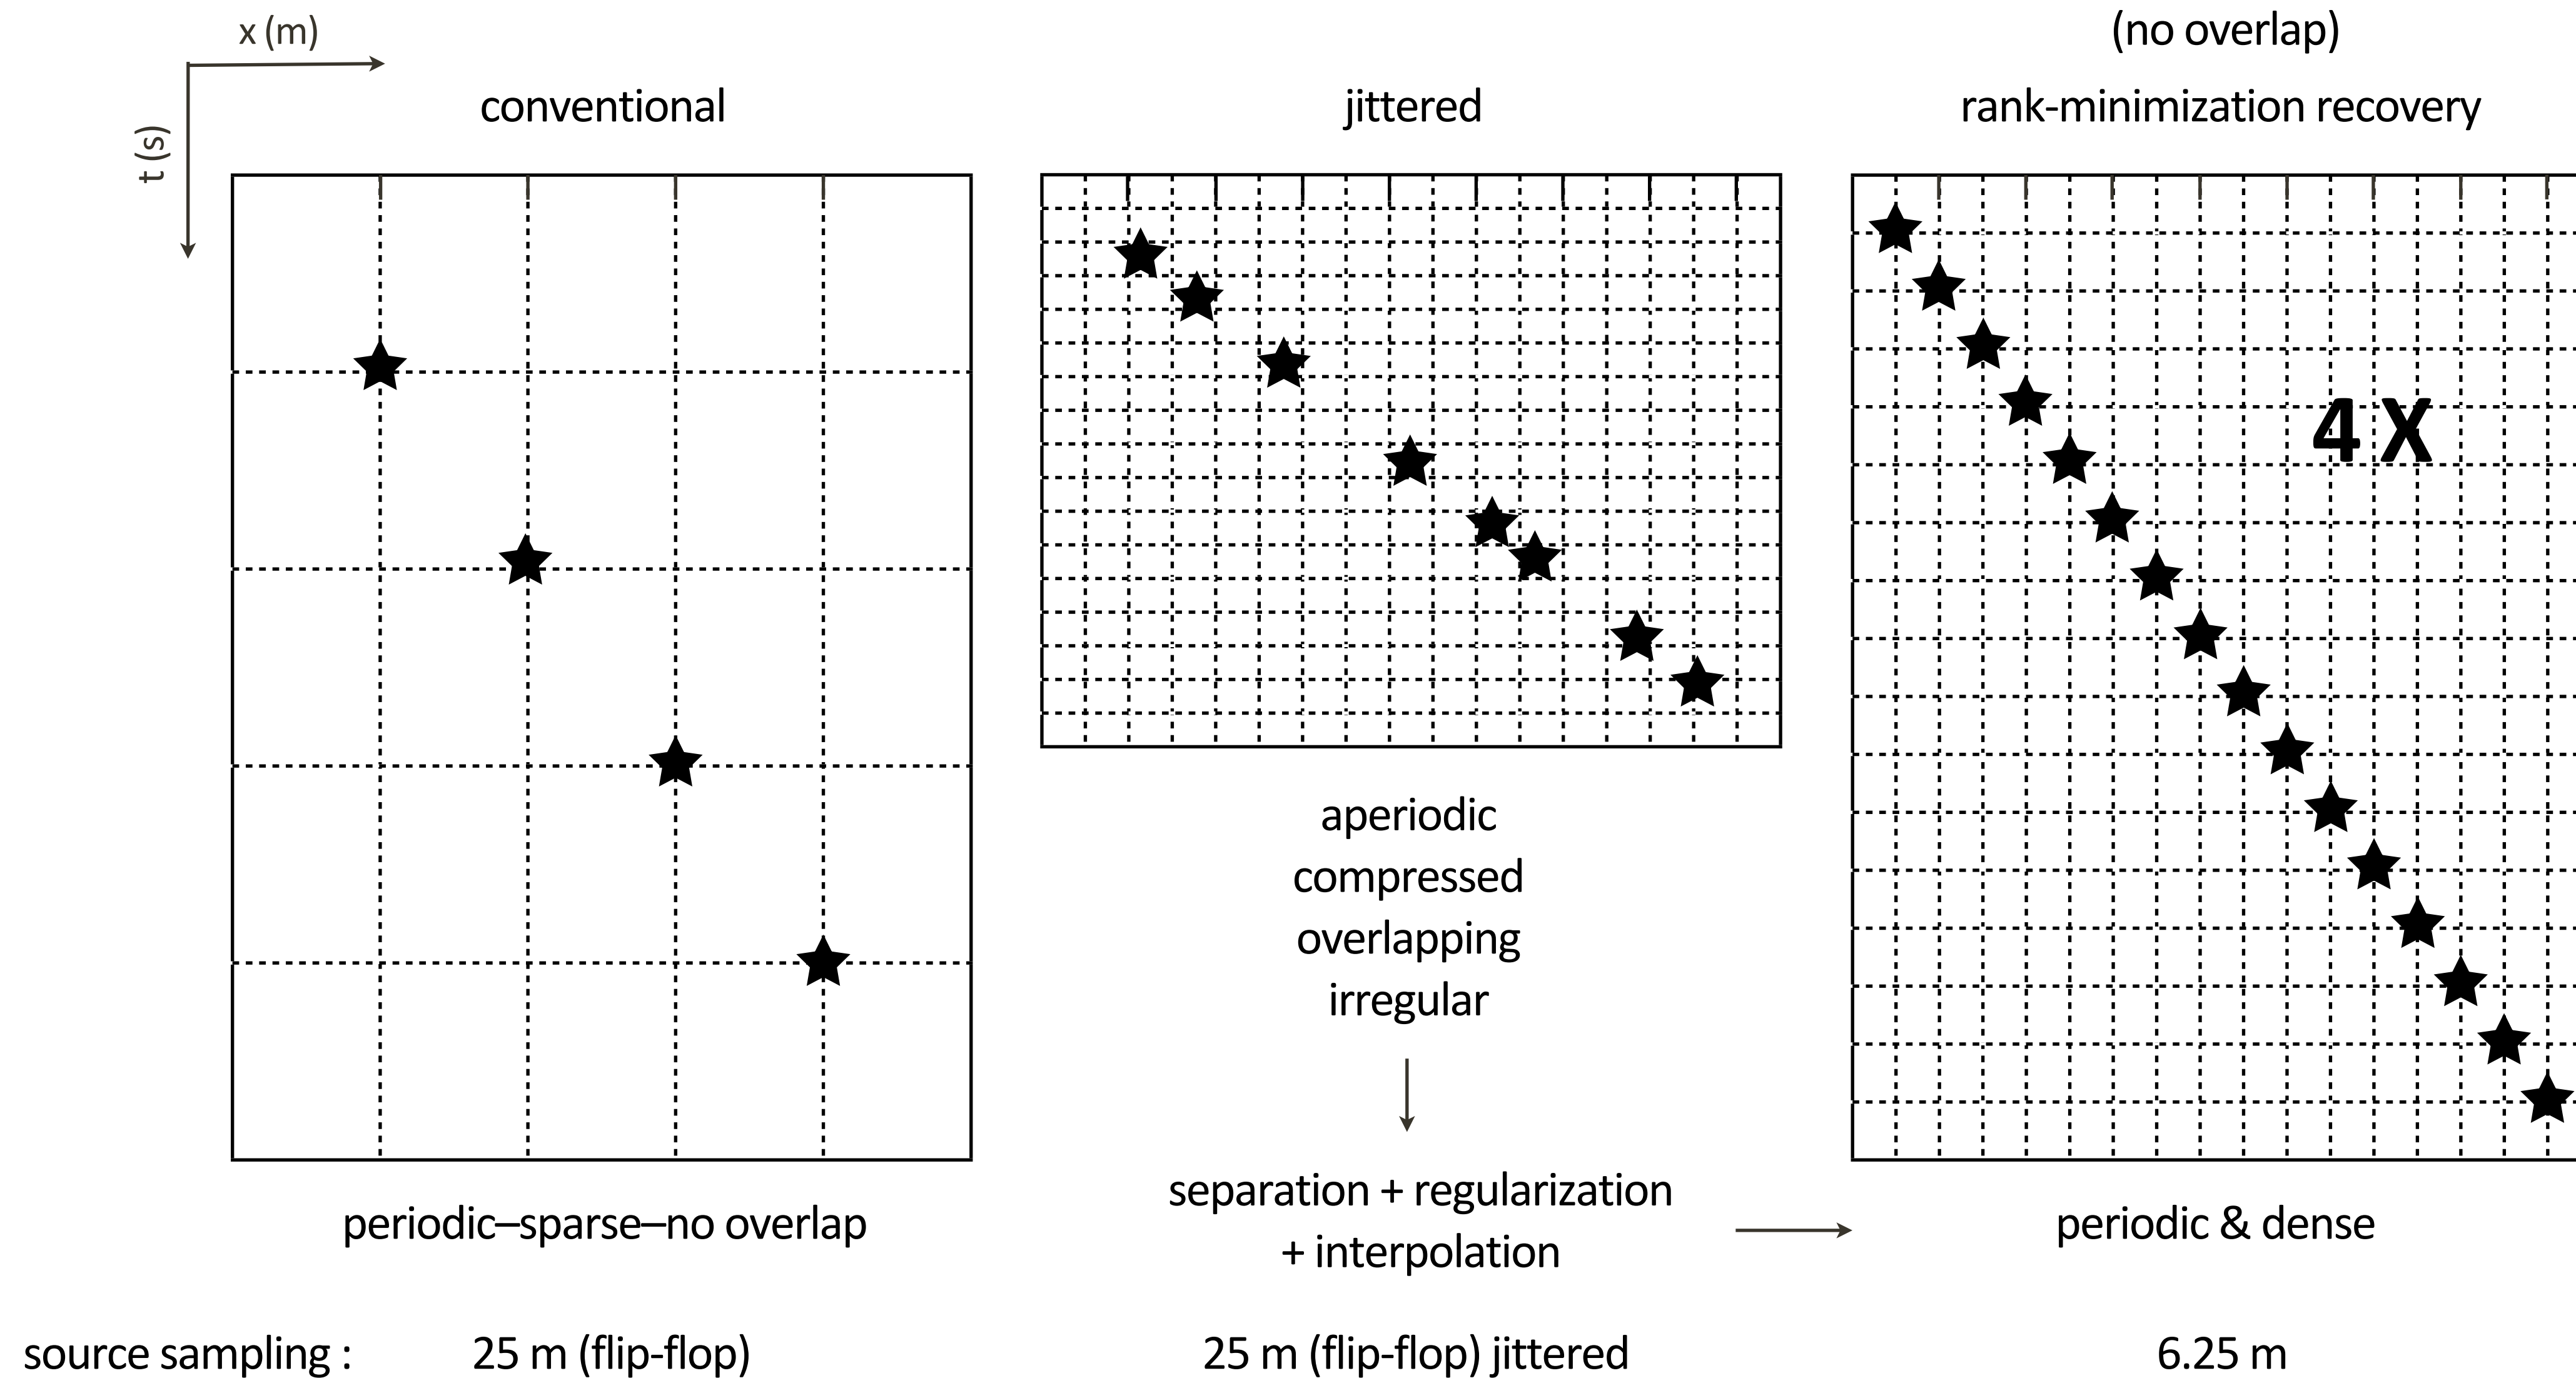 x (m)
t (s)
conventional
jittered
(no overlap)
rank-minimization recovery
4 X
aperiodic
compressed
overlapping
irregular
separation + regularization
+ interpolation
periodic–sparse–no overlap
periodic & dense
source sampling :
25 m (flip-flop)
25 m (flip-flop) jittered
6.25 m